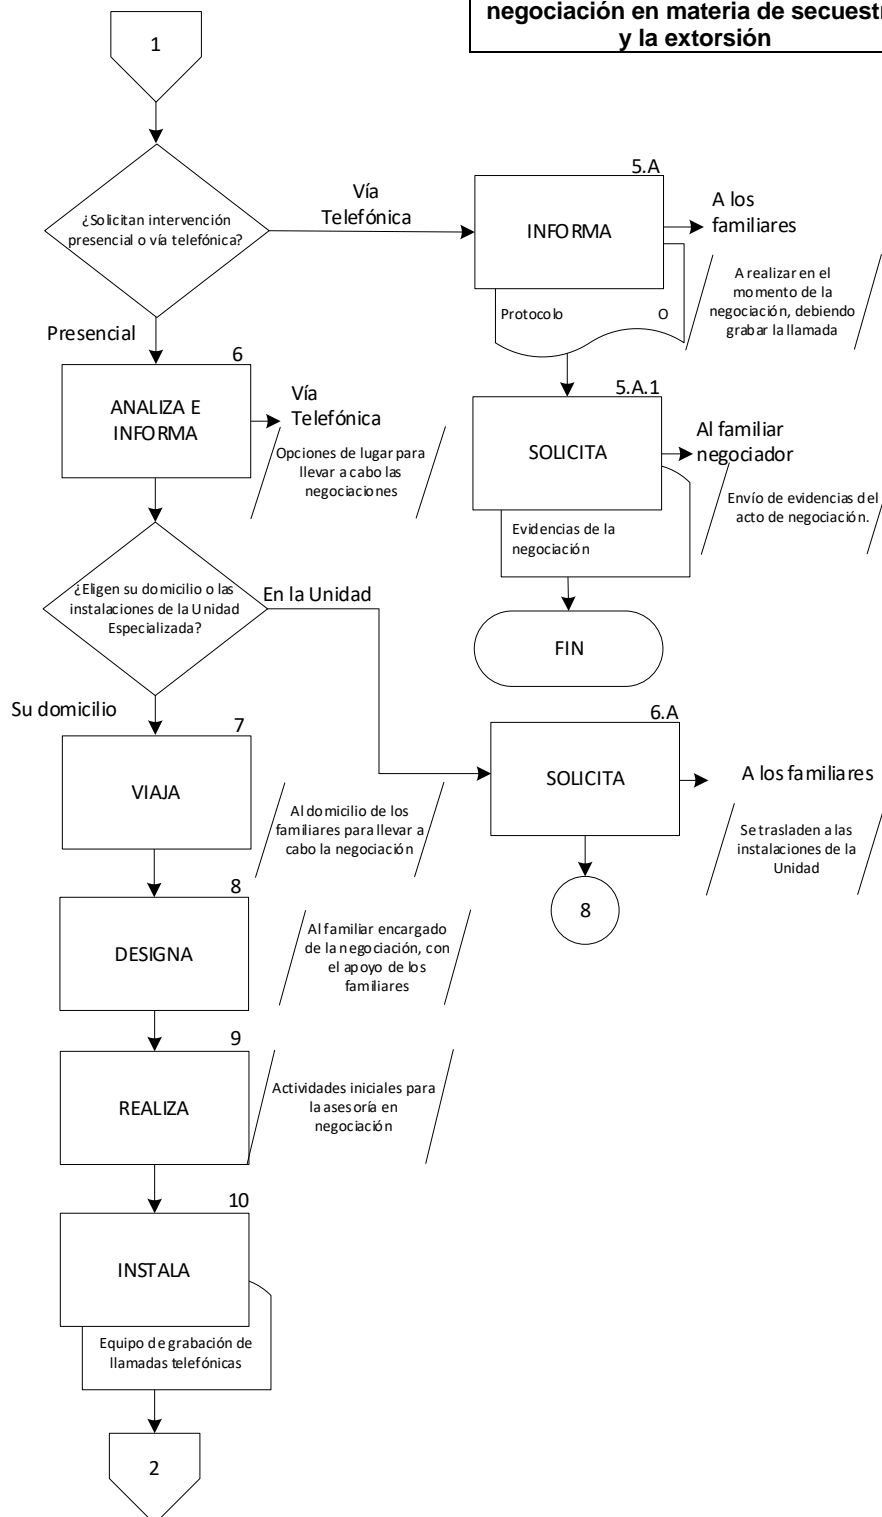 negociación en materia de secuestr
y la extorsión
1
¿Solicitan intervención
presencial o vía telefónica?
Vía
Telefónica
5.A
INFORMA
A los
familiares
Protocolo O
A realizar en el
momento de la
negociación, debiendo
grabar la llamada
Presencial
6
ANALIZA E
INFORMA
Vía
Telefónica
Opciones de lugar para
llevar a cabo las
negociaciones
5.A.1
SOLICITA
Al familiar
negociador
Evidencias de la
negociación
Envío de evidencias del
acto de negociación.
¿Eligen su domicilio o las
instalaciones de la Unidad
Especializada?
En la Unidad
FIN
Su domicilio
7
VIAJA
Al domicilio de los
familiares para llevar a
cabo la negociación
6.A
SOLICITA
A los familiares
Se trasladen a las
instalaciones de la
Unidad
8
8
DESIGNA
Al familiar encargado
de la negociación, con
el apoyo de los
familiares
9
REALIZA
Actividades iniciales para
la asesoría en
negociación
10
INSTALA
Equipo de grabación de
llamadas telefónicas
2